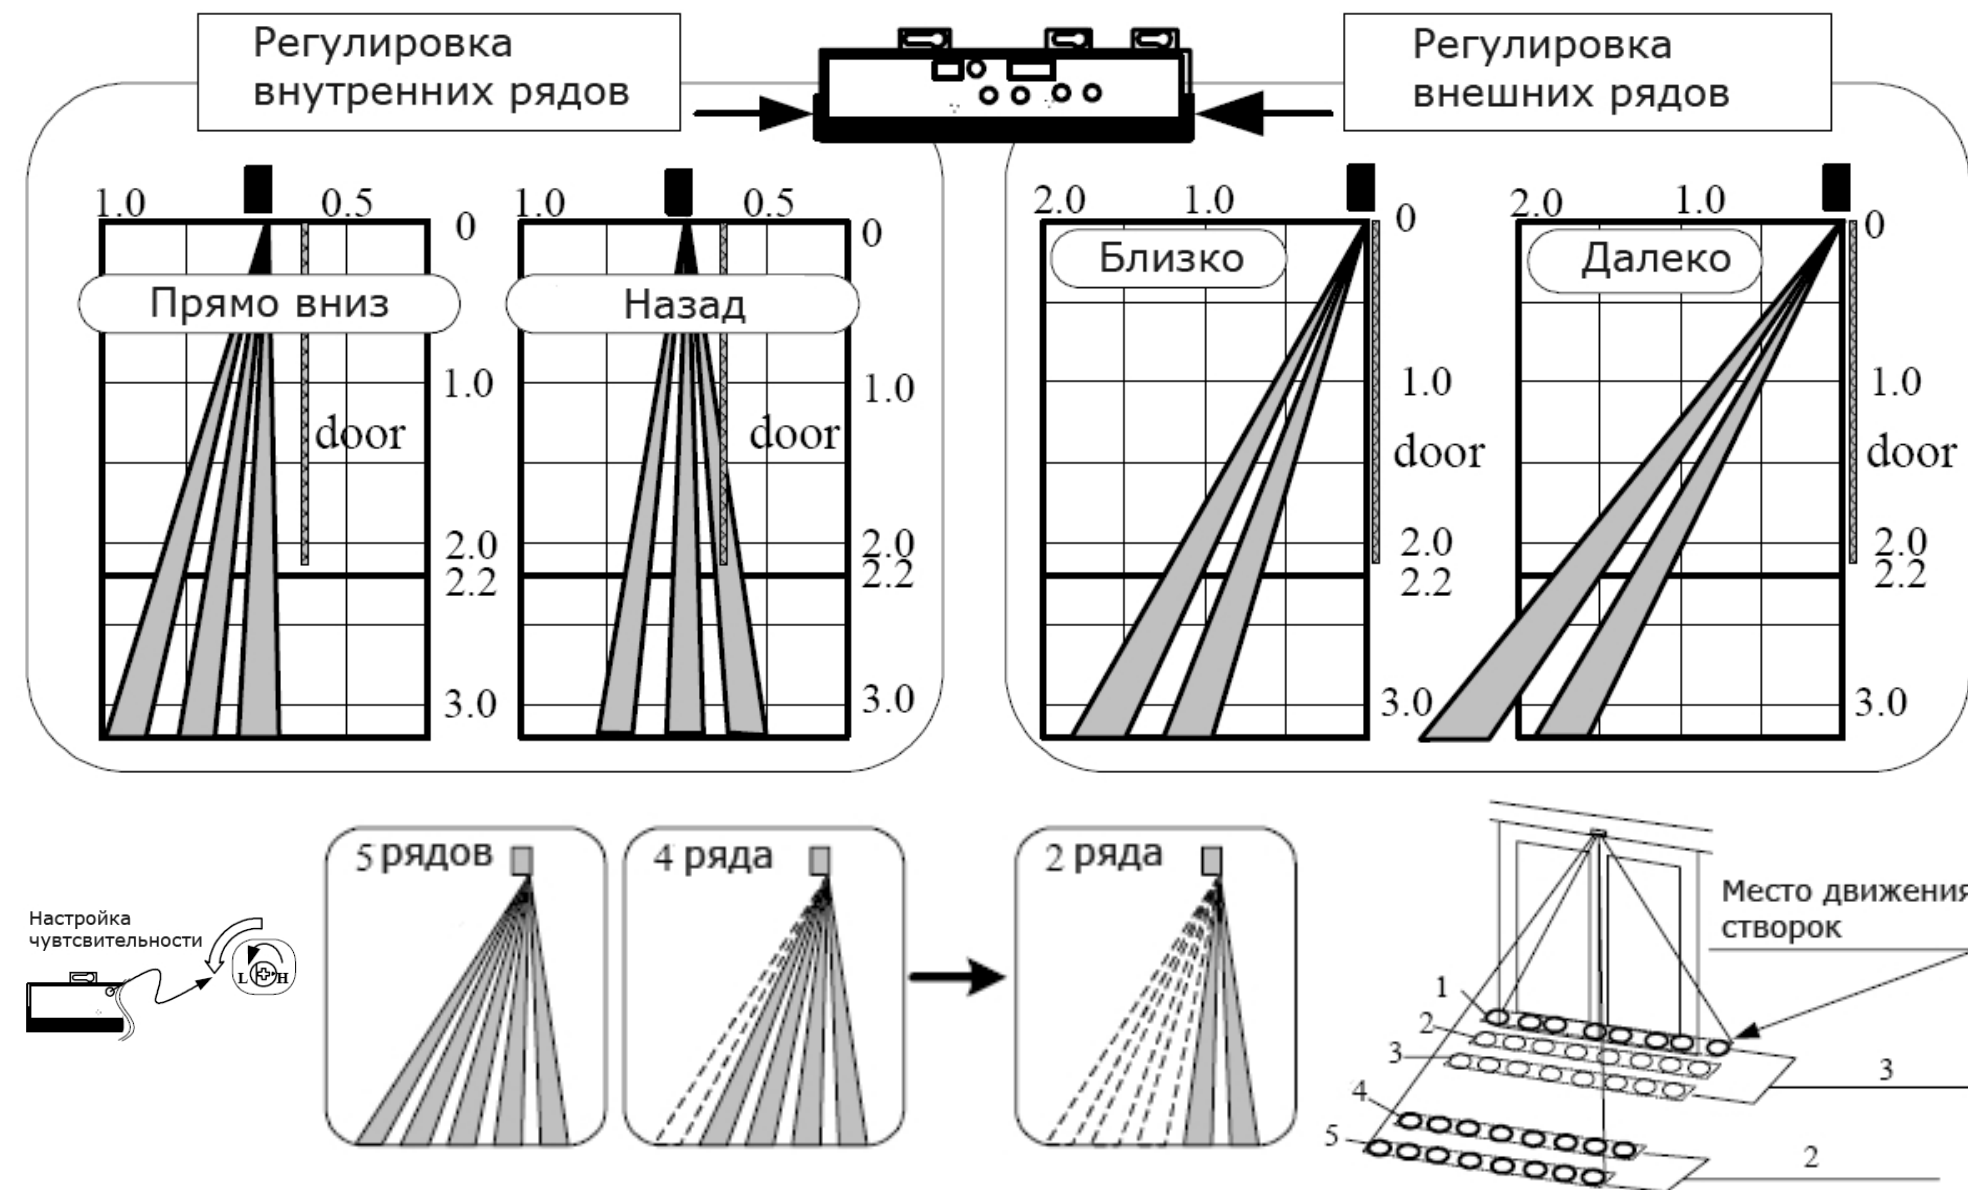 Регулировка
внутренних рядов
Регулировка
внешних рядов
1.0 0.5
0
Прямо вниз
1.0
door
2.0
2.2
3.0
1.0 0.5
0
Назад
1.0
door
2.0
2.2
3.0
2.0 1.0
0
Близко
1.0
door
2.0
2.2
3.0
2.0 1.0
0
Далеко
1.0
door
2.0
2.2
3.0
Настройка
чувтсвительности
L H
5 рядов
4 ряда
2 ряда
Место движения
створок
1
2
3
4
5
3
2